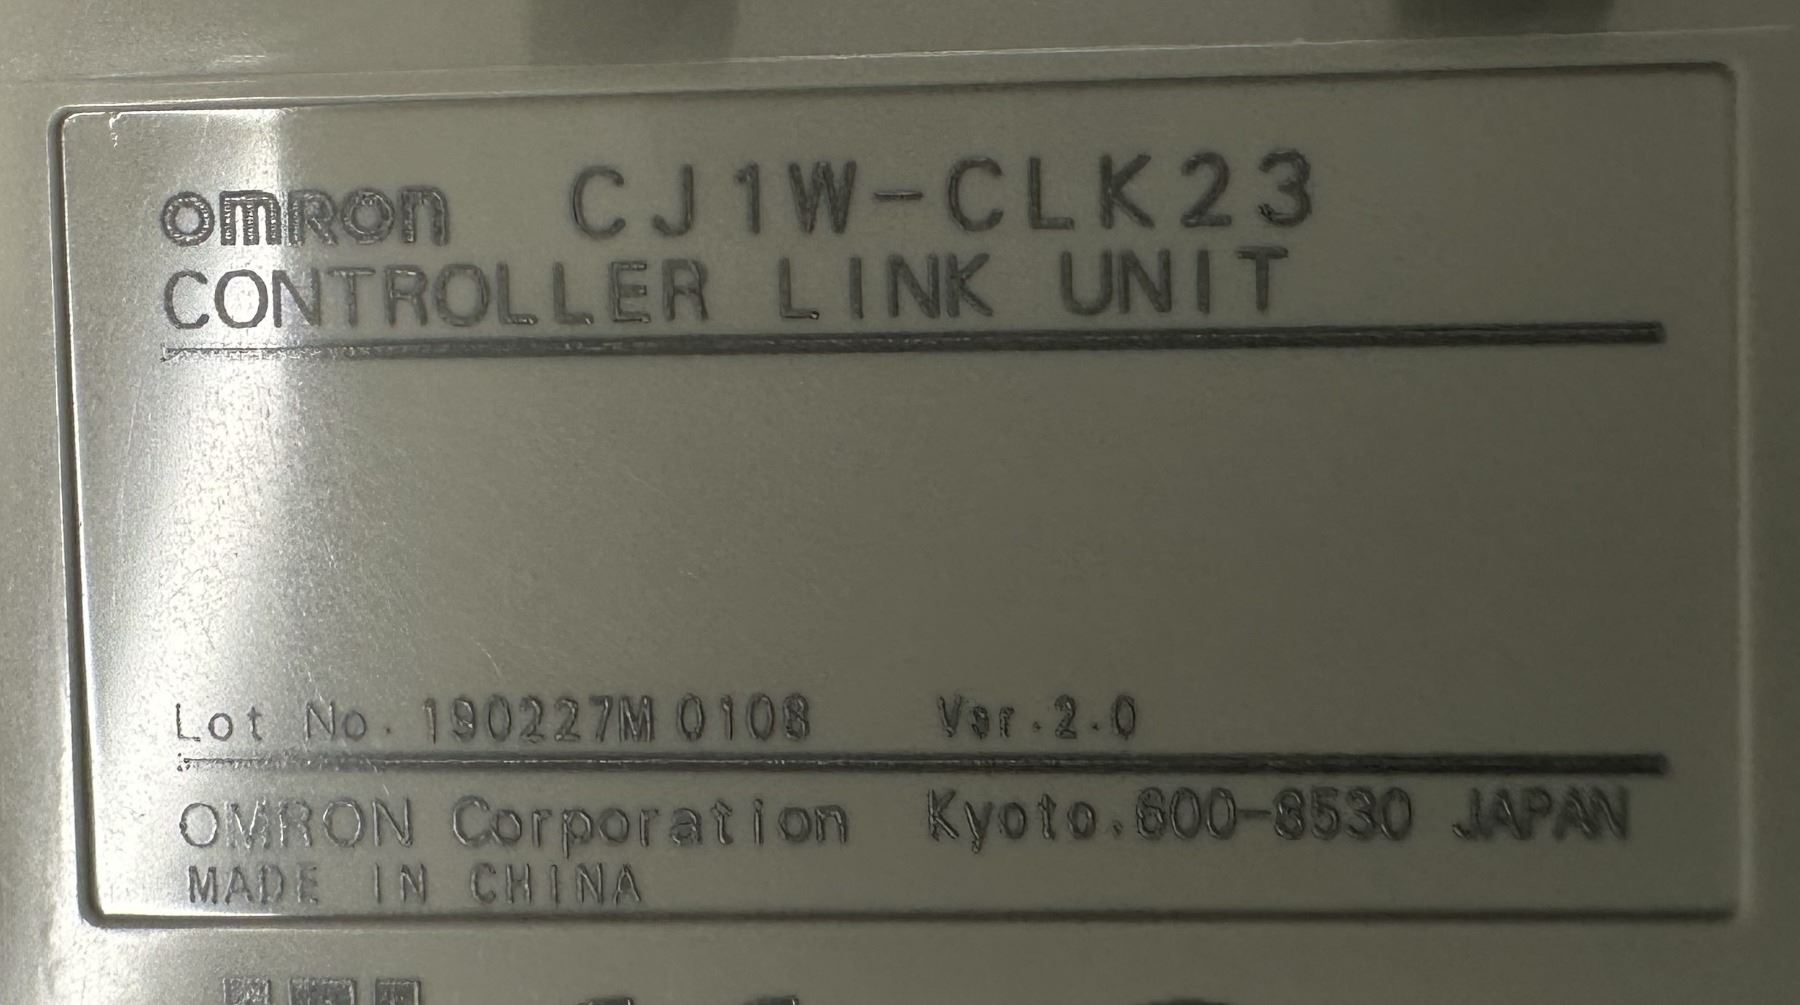 omron CJ1W-CLK23
CONTROLLER LINK UNIT
Lot No. 190227M 0108 Ver.2.0
OMRON Corporation Kyoto,600-8530 JAPAN
MADE IN CHINA